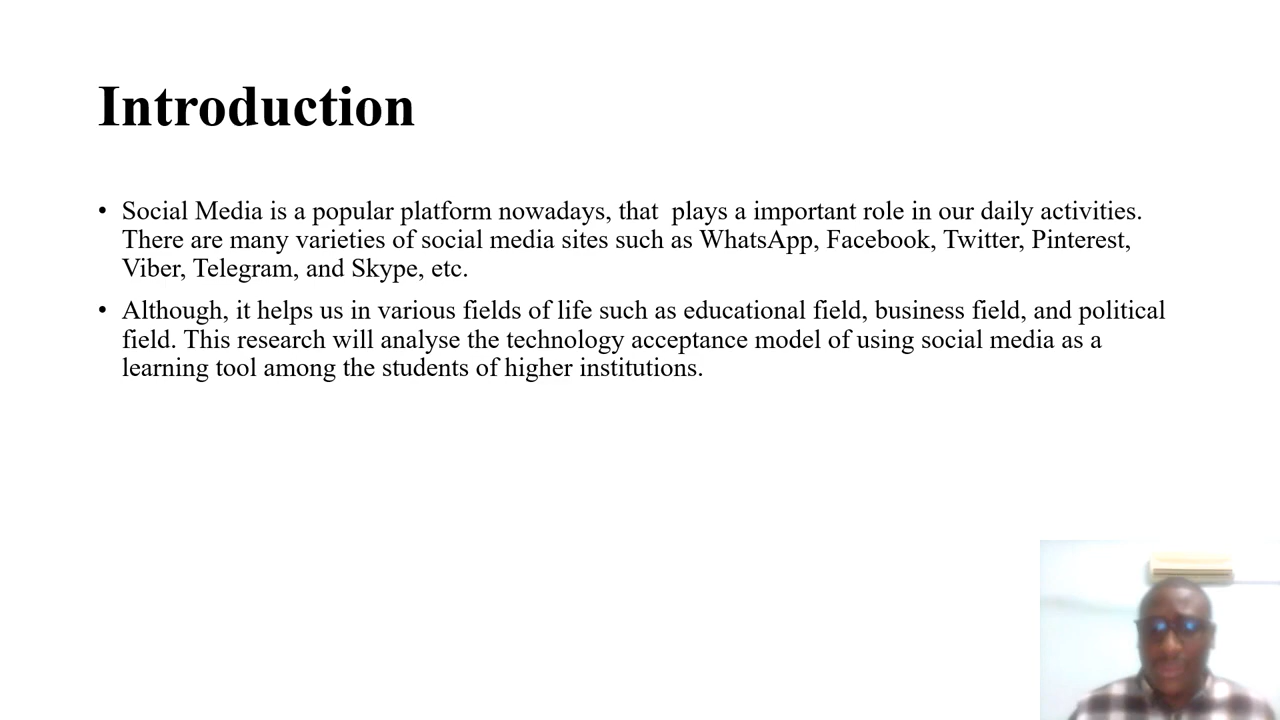 Introduction
• Social Media is a popular platform nowadays, that  plays a important role in our daily activities.
There are many varieties of social media sites such as WhatsApp, Facebook, Twitter, Pinterest,
Viber, Telegram, and Skype, etc.
• Although, it helps us in various fields of life such as educational field, business field, and political
field. This research will analyse the technology acceptance model of using social media as a
learning tool among the students of higher institutions.